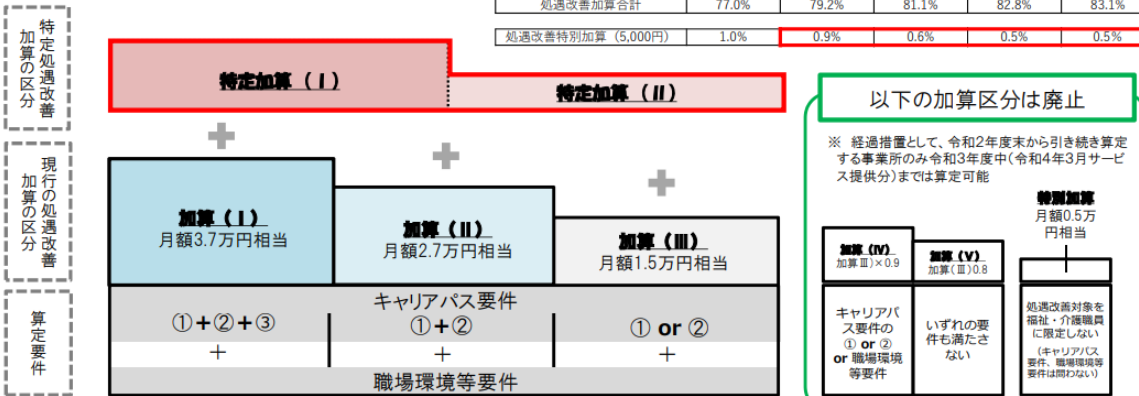 処遇改善加算合計 77.0% 79.2% 81.1% 82.8% 83.1%
処遇改善特別加算（5,000円） 1.0% 0.9% 0.6% 0.5% 0.5%
特定処遇改善
加算の区分
特定加算（Ⅰ）
特定加算（Ⅱ）
現行の処遇改善
加算の区分
加算（Ⅰ）
月額3.7万円相当
加算（Ⅱ）
月額2.7万円相当
加算（Ⅲ）
月額1.5万円相当
算定要件
キャリアパス要件
①+②+③
①+②
① or ②
＋ ＋ ＋
職場環境等要件
以下の加算区分は廃止
※ 経過措置として、令和2年度末から引き続き算定
する事業所のみ令和3年度中（令和4年3月サービ
ス提供分）までは算定可能
特別加算
月額0.5万
円相当
加算（Ⅳ）
加算Ⅲ）×0.9
加算（Ⅴ）
加算（Ⅲ）0.8
キャリアパ
ス要件の
① or ②
or 職場環境
等要件
いずれの要
件も満たさ
ない
処遇改善対象を
福祉・介護職員
に限定しない
（キャリアパス
要件、職場環境等
要件は問わない）